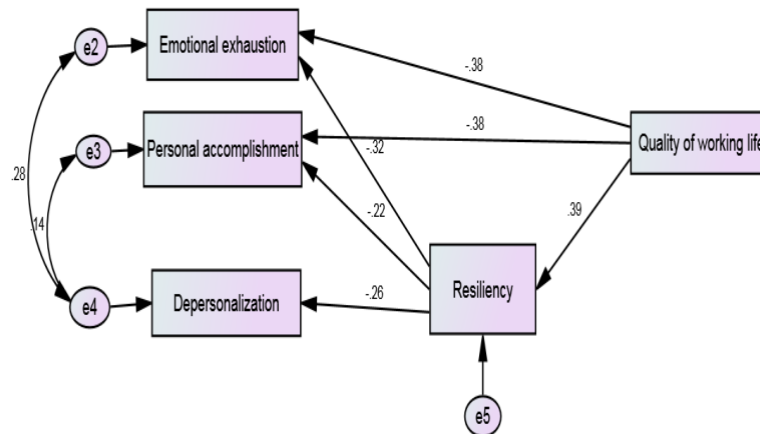 e2
Emotional exhaustion
-.38
e3
Personal accomplishment
-.38
Quality of working life
-.32
.28
-.22
.39
.14
e4
Depersonalization
-.26
Resiliency
e5